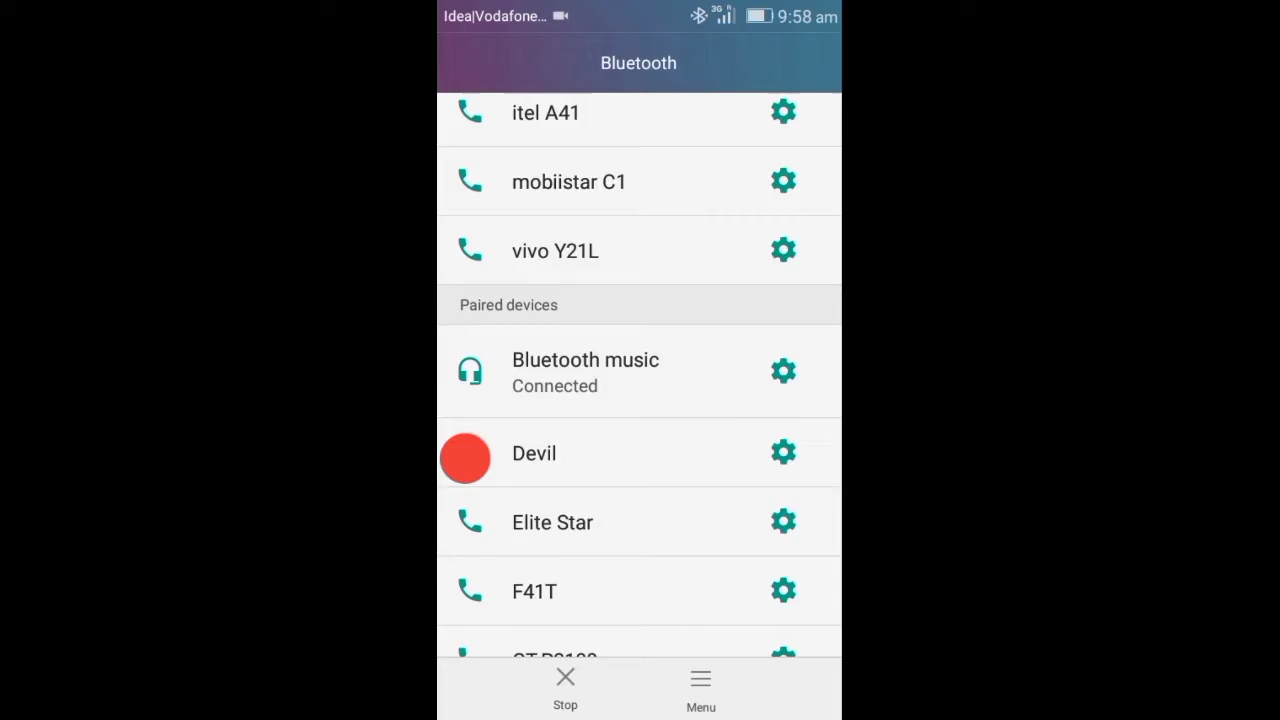 Idea|Vodafone... 3G R 9:58 am
Bluetooth
itel A41
mobiistar C1
vivo Y21L
Paired devices
Bluetooth music
Connected
Devil
Elite Star
F41T
Stop
Menu